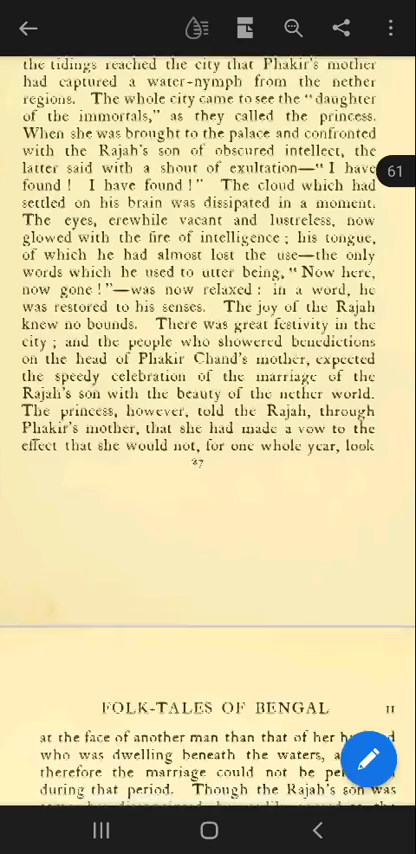 the tidings reached the city that Phakir's mother
had captured a water-nymph from the nether
regions. The whole city came to see the "daughter
of the immortals," as they called the princess.
When she was brought to the palace and confronted
with the Rajah's son of obscured intellect, the
latter said with a shout of exultation—"I have
found! I have found!" The cloud which had
settled on his brain was dissipated in a moment.
The eyes, erewhile vacant and lustreless, now
glowed with the fire of intelligence; his tongue,
of which he had almost lost the use—the only
words which he used to utter being, "Now here,
now gone!"—was now relaxed: in a word, he
was restored to his senses. The joy of the Rajah
knew no bounds. There was great festivity in the
city; and the people who showered benedictions
on the head of Phakir Chand's mother, expected
the speedy celebration of the marriage of the
Rajah's son with the beauty of the nether world.
The princess, however, told the Rajah, through
Phakir's mother, that she had made a vow to the
effect that she would not, for one whole year, look
27
61
FOLK-TALES OF BENGAL II
at the face of another man than that of her
who was dwelling beneath the waters,
therefore the marriage could not be
during that period. Though the Rajah's son was